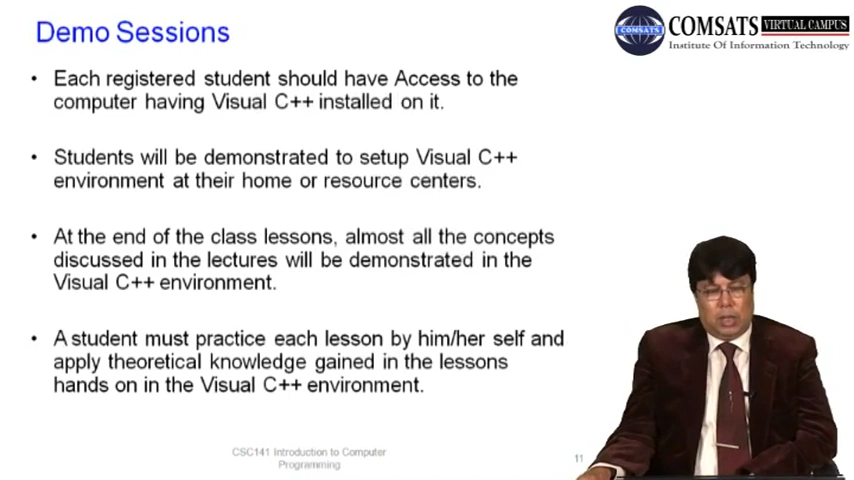 Demo Sessions
COMSATS VIRTUAL CAMPUS
COMSATS
Institute Of Information Technology
• Each registered student should have Access to the
computer having Visual C++ installed on it.
• Students will be demonstrated to setup Visual C++
environment at their home or resource centers.
• At the end of the class lessons, almost all the concepts
discussed in the lectures will be demonstrated in the
Visual C++ environment.
• A student must practice each lesson by him/her self and
apply theoretical knowledge gained in the lessons
hands on in the Visual C++ environment.
CSC141 Introduction to Computer
Programming
11